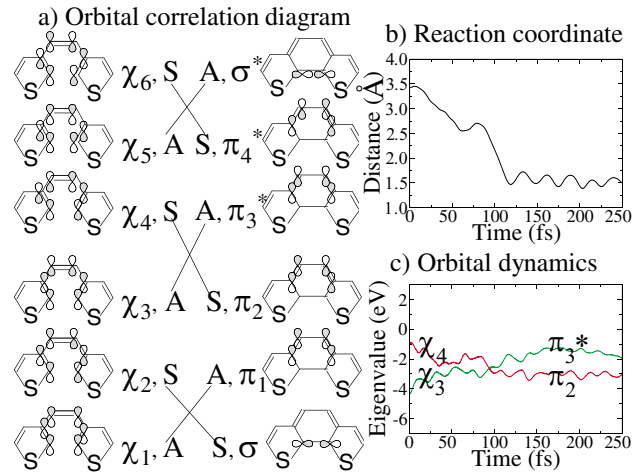 a) Orbital correlation diagram
S S χ₆, S A, σ* S S
S S χ₅, A S, π₄* S S
S S χ₄, S A, π₃* S S
S S χ₃, A S, π₂ S S
S S χ₂, S A, π₁ S S
S S χ₁, A S, σ S S
b) Reaction coordinate
Distance (Å)
4.0
3.5
3.0
2.5
2.0
1.5
1.0
0 50 100 150 200 250
Time (fs)
c) Orbital dynamics
Eigenvalue (eV)
2
0
-2
-4
-6
χ₄ π₃*
χ₃ π₂
0 50 100 150 200 250
Time (fs)